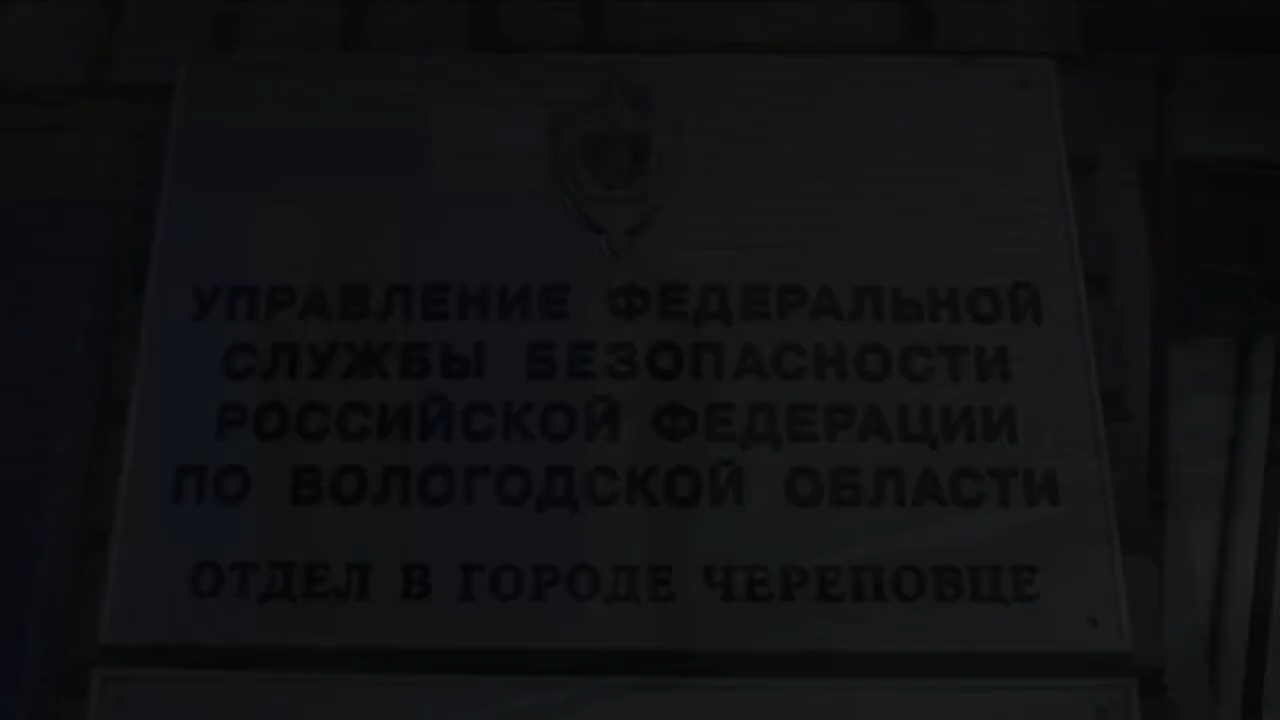 УПРАВЛЕНИЕ ФЕДЕРАЛЬНОЙ
СЛУЖБЫ БЕЗОПАСНОСТИ
РОССИЙСКОЙ ФЕДЕРАЦИИ
ПО ВОЛОГОДСКОЙ ОБЛАСТИ
ОТДЕЛ В ГОРОДЕ ЧЕРЕПОВЦЕ